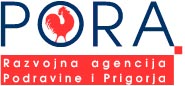 PORA
Razvojna agencija
Podravine i Prigorja